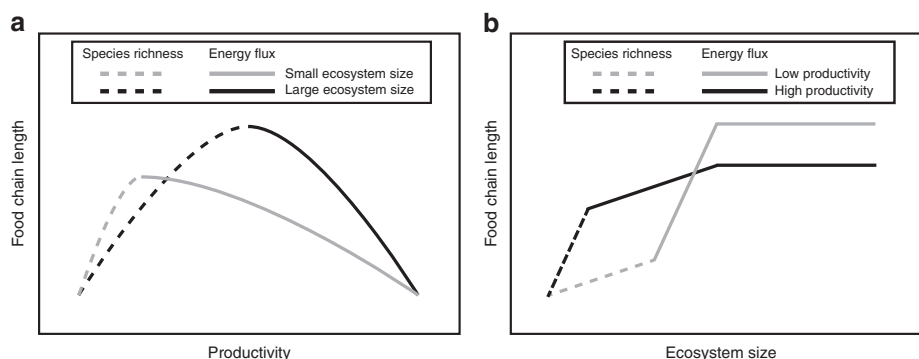 a
Species richness Energy flux
Small ecosystem size
Large ecosystem size
Food chain length
Productivity
b
Species richness Energy flux
Low productivity
High productivity
Food chain length
Ecosystem size